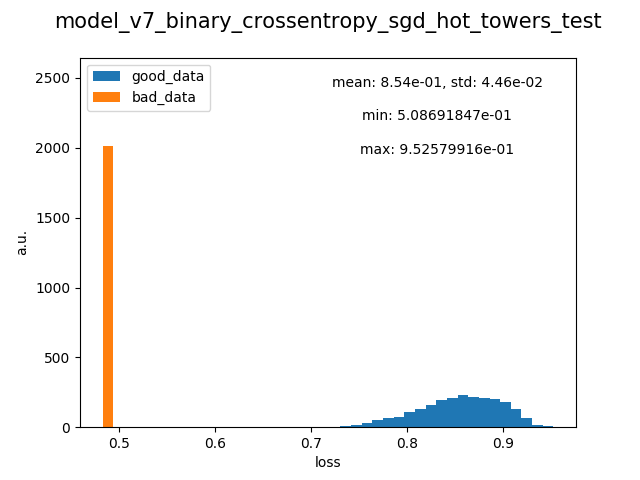 model_v7_binary_crossentropy_sgd_hot_towers_test
good_data
bad_data
mean: 8.54e-01, std: 4.46e-02
min: 5.08691847e-01
max: 9.52579916e-01
a.u.
2500
2000
1500
1000
500
0
0.5 0.6 0.7 0.8 0.9
loss